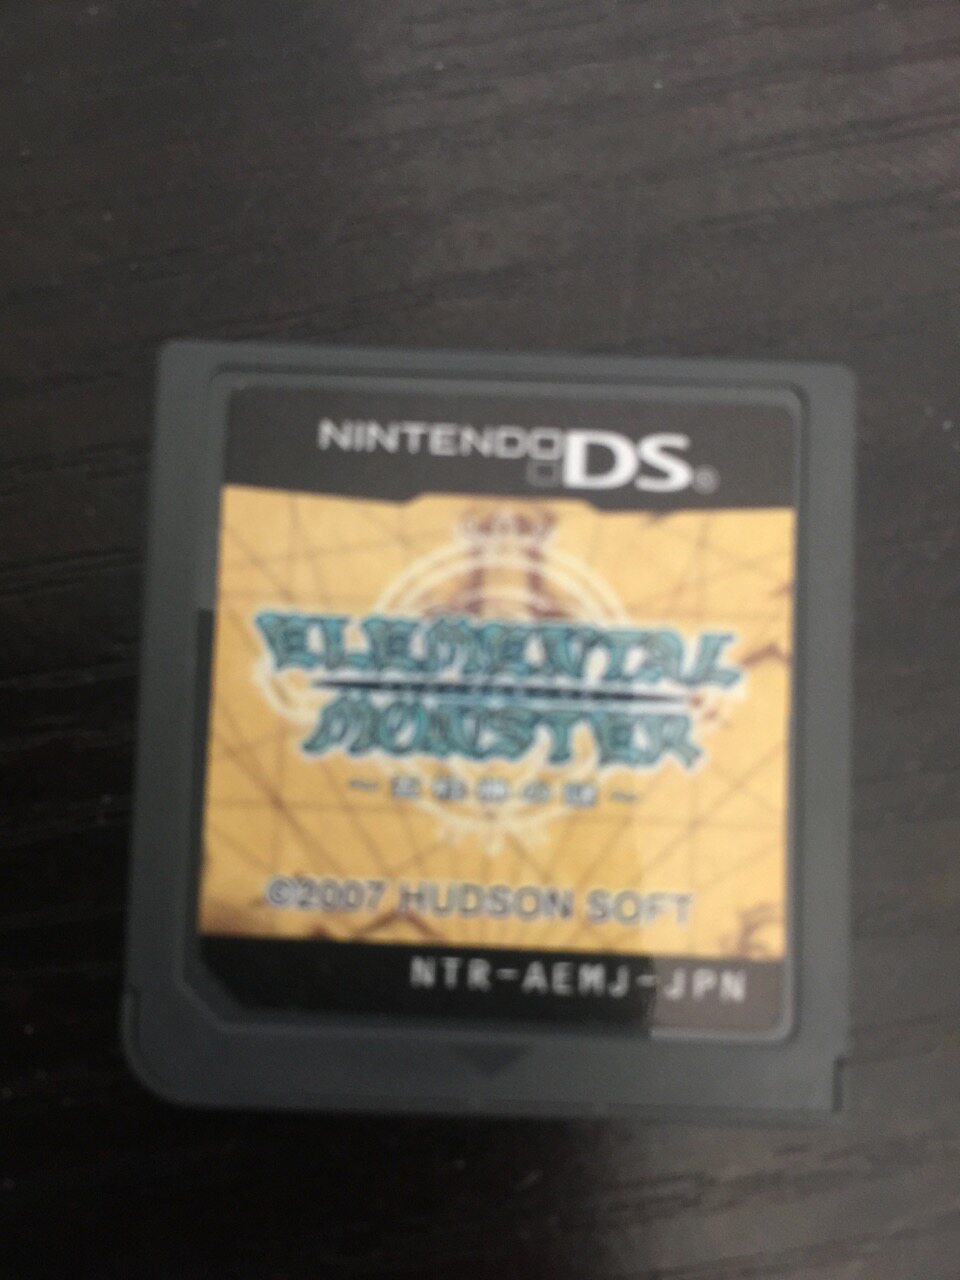 NINTENDO DS
ELEMENTAL
MONSTER
©2007 HUDSON SOFT
NTR-AEMJ-JPN